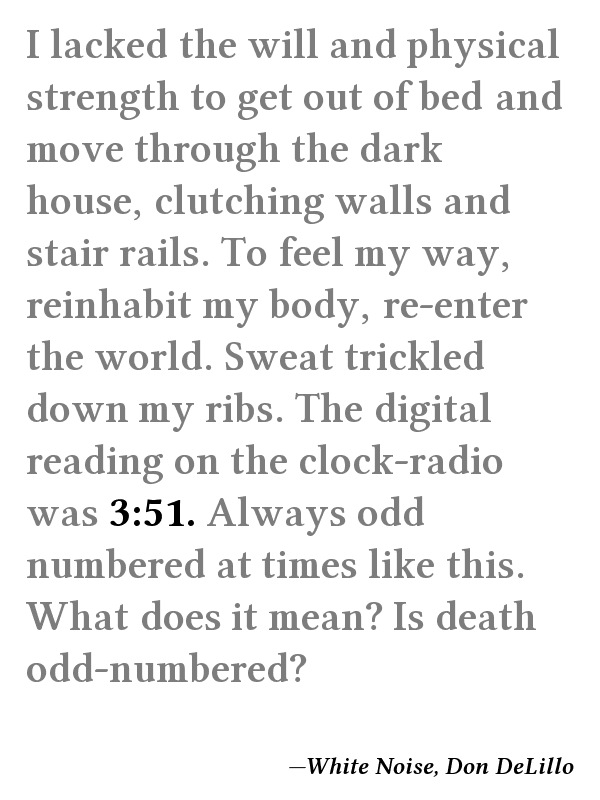 I lacked the will and physical
strength to get out of bed and
move through the dark
house, clutching walls and
stair rails. To feel my way,
reinhabit my body, re-enter
the world. Sweat trickled
down my ribs. The digital
reading on the clock-radio
was 3:51. Always odd
numbered at times like this.
What does it mean? Is death
odd-numbered?
—White Noise, Don DeLillo